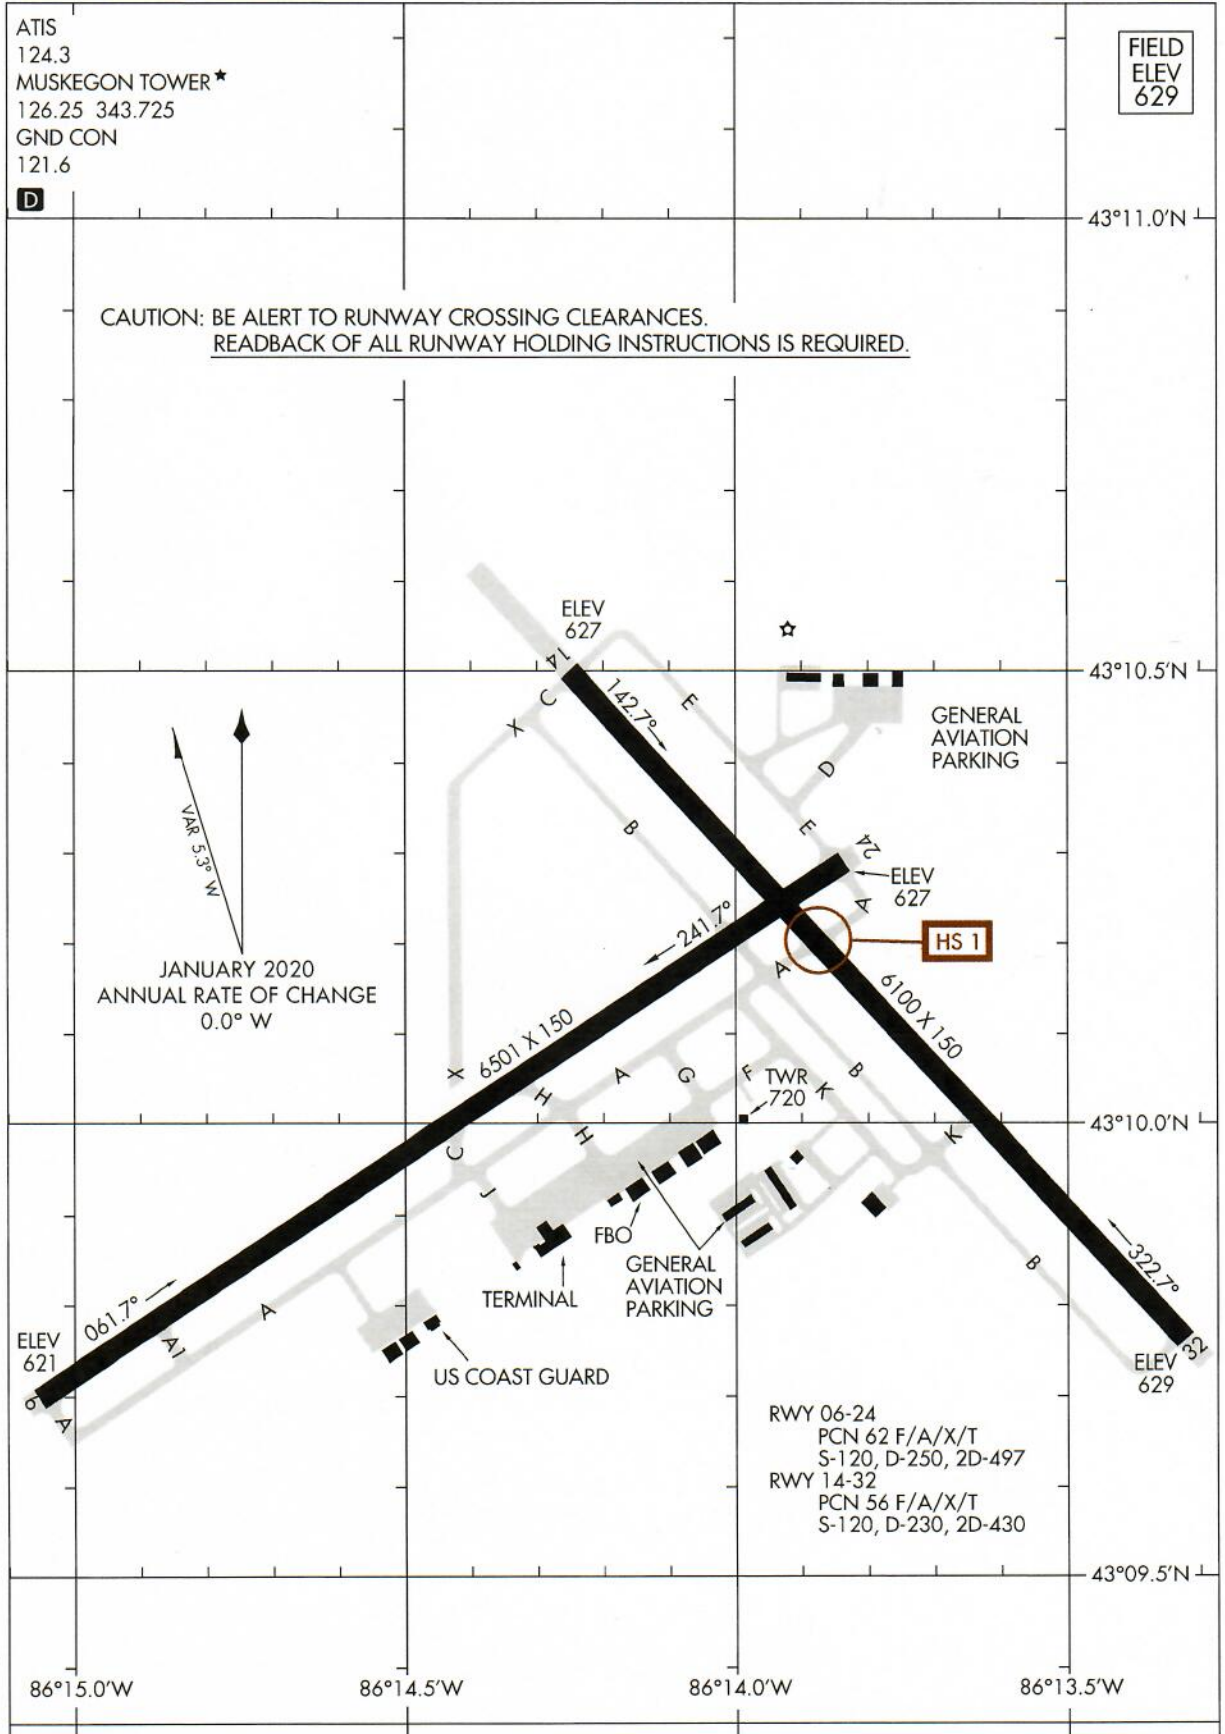 ATIS
124.3
MUSKEGON TOWER★
126.25 343.725
GND CON
121.6
D
FIELD
ELEV
629
43°11.0'N
CAUTION: BE ALERT TO RUNWAY CROSSING CLEARANCES.
READBACK OF ALL RUNWAY HOLDING INSTRUCTIONS IS REQUIRED.
ELEV
627
14
43°10.5'N
C
X
142.7°
E
GENERAL
AVIATION
PARKING
D
VAR 5.3° W
B
E
24
ELEV
627
A
241.7°
HS 1
JANUARY 2020
ANNUAL RATE OF CHANGE
0.0° W
A
6100 X 150
6501 X 150
X
H
A
G
F
TWR
720
K
B
43°10.0'N
H
K
C
J
FBO
GENERAL
AVIATION
PARKING
TERMINAL
B
322.7°
061.7°
A
A1
ELEV
621
6
A
US COAST GUARD
32
ELEV
629
RWY 06-24
PCN 62 F/A/X/T
S-120, D-250, 2D-497
RWY 14-32
PCN 56 F/A/X/T
S-120, D-230, 2D-430
43°09.5'N
86°15.0'W
86°14.5'W
86°14.0'W
86°13.5'W